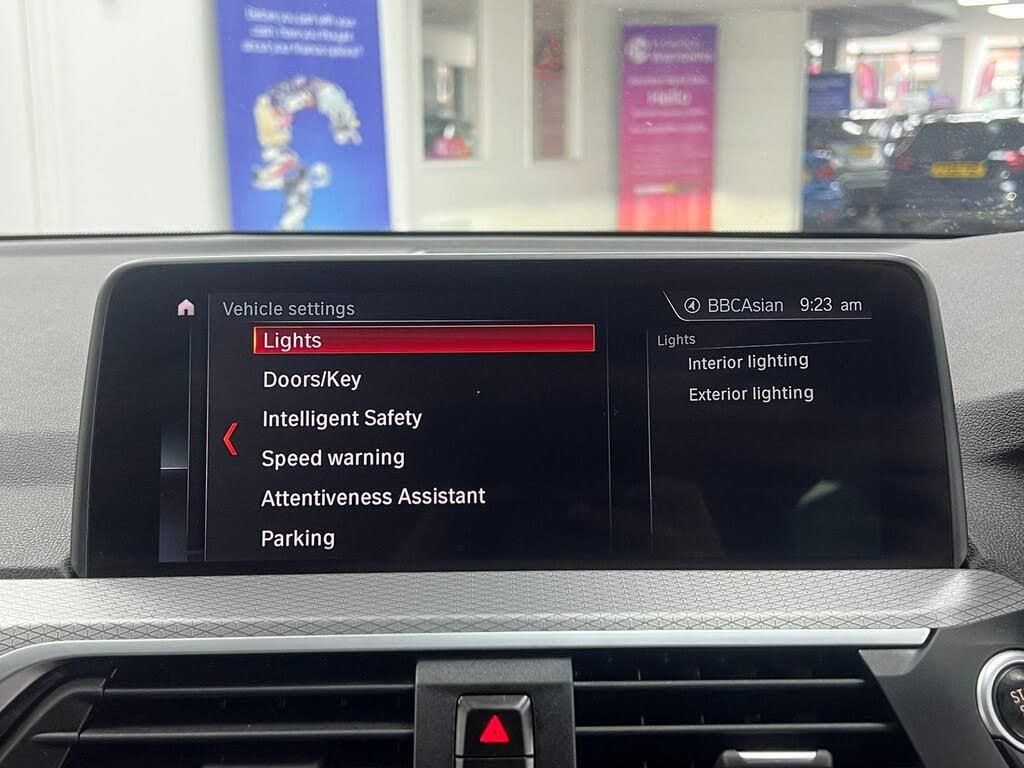 Vehicle settings
BBCAsian 9:23 am
Lights
Doors/Key
Intelligent Safety
Speed warning
Attentiveness Assistant
Parking
Lights
Interior lighting
Exterior lighting
Hello